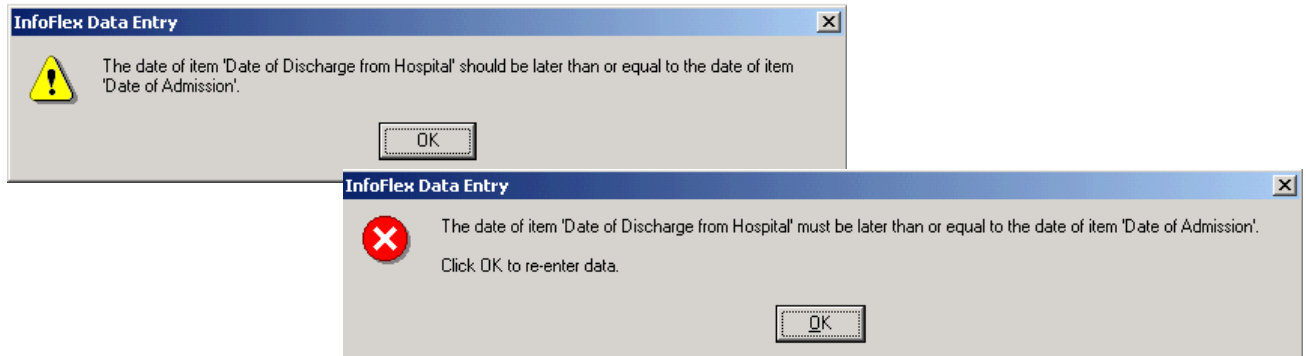 InfoFlex Data Entry
The date of item 'Date of Discharge from Hospital' should be later than or equal to the date of item
'Date of Admission'.
OK
InfoFlex Data Entry
The date of item 'Date of Discharge from Hospital' must be later than or equal to the date of item 'Date of Admission'.
Click OK to re-enter data.
OK